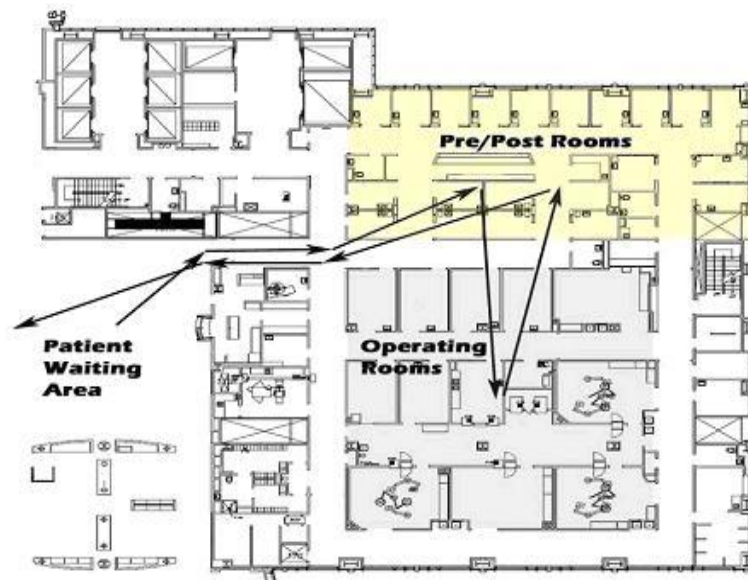 Pre/Post Rooms
Patient
Waiting
Area
Operating
Rooms